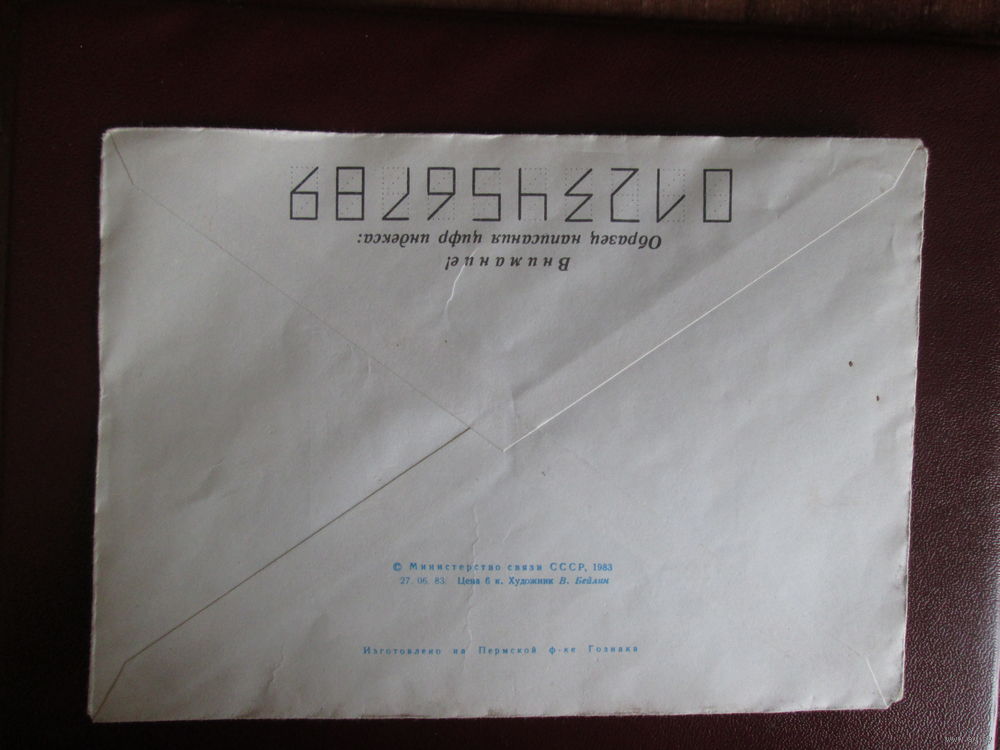 0123456789
Образец написания цифр индекса:
Внимание!
© Министерство связи СССР, 1983
27. 06. 83. Цена 6 к. Художник В. Бейлин
Изготовлено на Пермской ф-ке Гознака